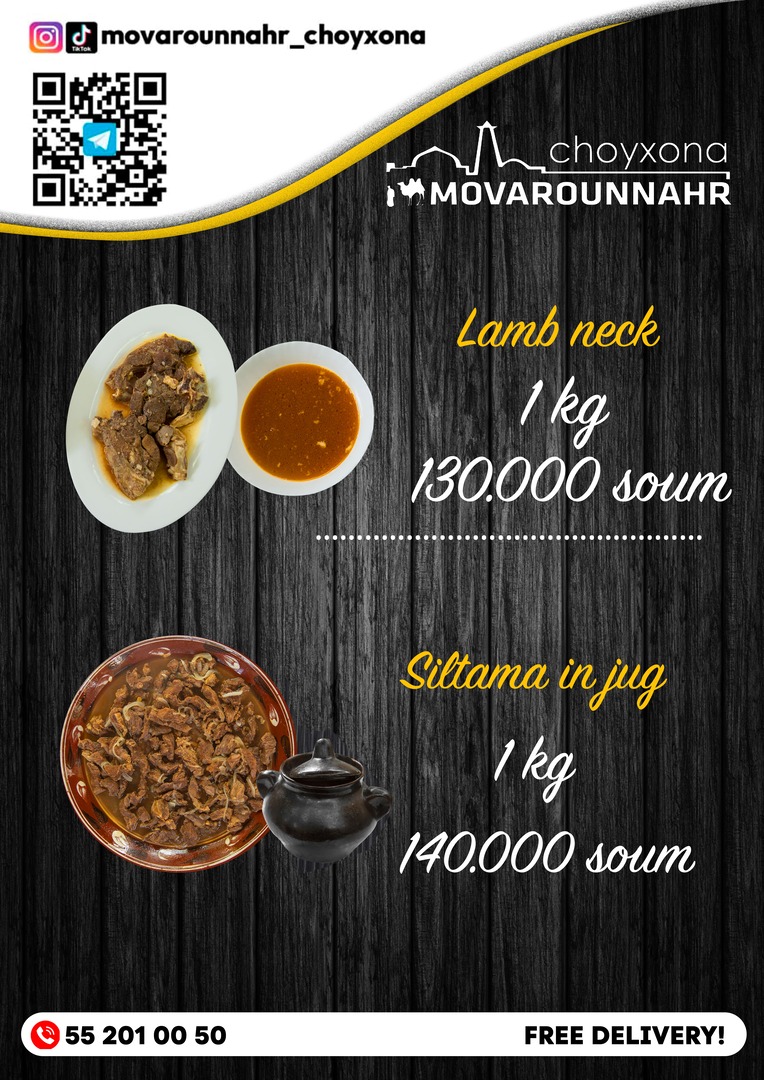 TikTok
movarounnahr_choyxona
choyxona
MOVAROUNNAHR
Lamb neck
1 kg
130.000 soum
Siltama in jug
1 kg
140.000 soum
55 201 00 50
FREE DELIVERY!